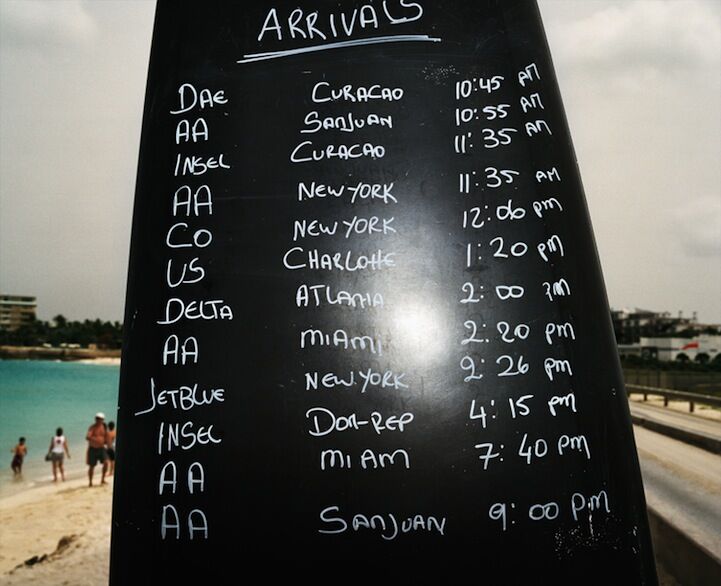 ARRIVALS
DAE CURACAO 10:45 AM
AA SANJUAN 10:55 AM
INSEL CURACAO 11:35 AM
AA NEW YORK 11:35 AM
CO NEW YORK 12:06 PM
US CHARLOTTE 1:20 PM
DELTA ATLANTA 2:00 PM
AA MIAMI 2:20 PM
JETBLUE NEW YORK 2:26 PM
INSEL DOM-REP 4:15 PM
AA MIAMI 7:40 PM
AA SANJUAN 9:00 PM